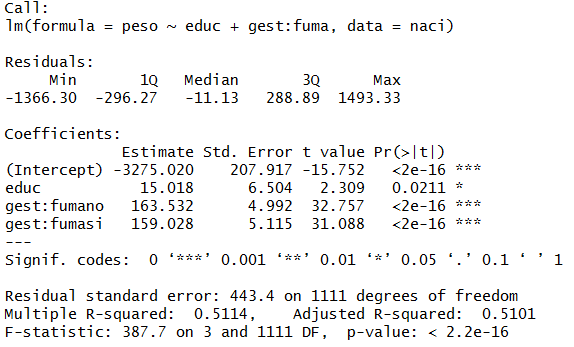 Call:
lm(formula = peso ~ educ + gest:fuma, data = naci)
Residuals:
Min 1Q Median 3Q Max
-1366.30 -296.27 -11.13 288.89 1493.33
Coefficients:
Estimate Std. Error t value Pr(>|t|)
(Intercept) -3275.020 207.917 -15.752 <2e-16 ***
educ 15.018 6.504 2.309 0.0211 *
gest:fumano 163.532 4.992 32.757 <2e-16 ***
gest:fumasi 159.028 5.115 31.088 <2e-16 ***
---
Signif. codes: 0 ‘***’ 0.001 ‘**’ 0.01 ‘*’ 0.05 ‘.’ 0.1 ‘ ’ 1
Residual standard error: 443.4 on 1111 degrees of freedom
Multiple R-squared: 0.5114, Adjusted R-squared: 0.5101
F-statistic: 387.7 on 3 and 1111 DF, p-value: < 2.2e-16